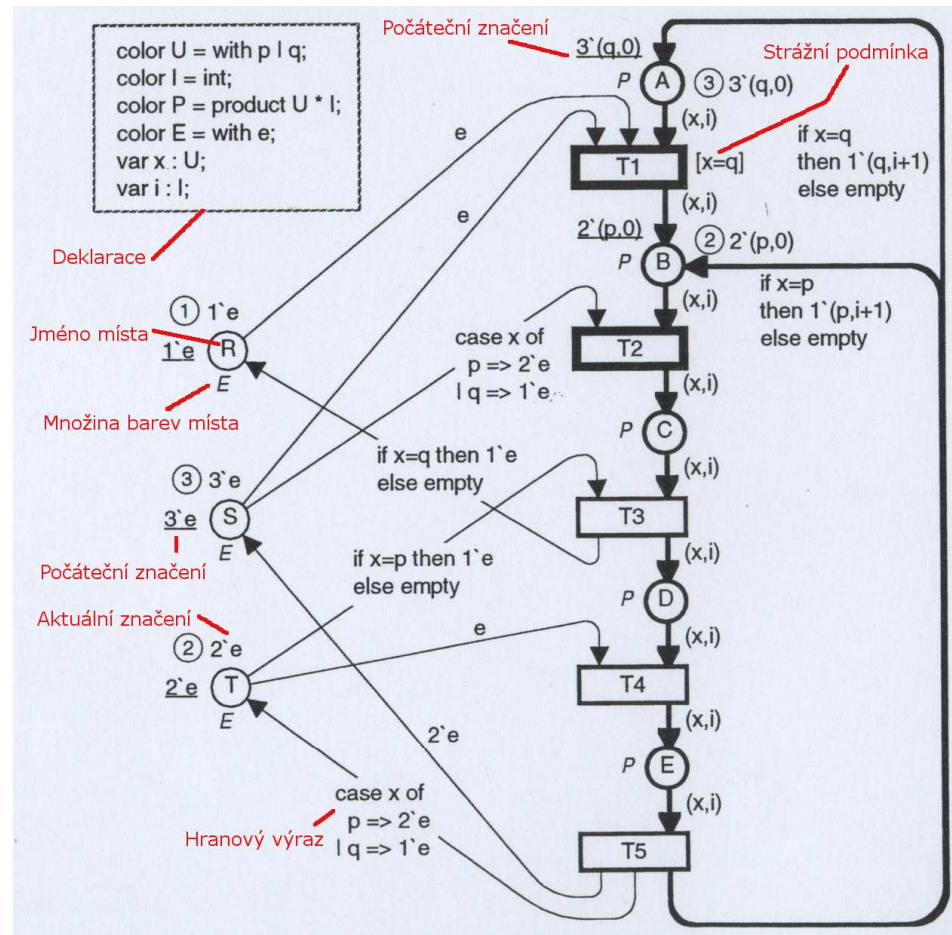 color U = with p | q;
color I = int;
color P = product U * I;
color E = with e;
var x : U;
var i : I;
Deklarace
Počáteční značení
3`(q,0)
P
A
3
3`(q,0)
Strážní podmínka
(x,i)
e
T1
[x=q]
if x=q
then 1`(q,i+1)
else empty
e
(x,i)
2`(p,0)
P
B
2
2`(p,0)
(x,i)
if x=p
then 1`(p,i+1)
else empty
1
1`e
Jméno místa
1`e
R
E
Množina barev místa
case x of
p => 2`e
| q => 1`e
T2
(x,i)
P
C
(x,i)
if x=q then 1`e
else empty
3
3`e
3`e
S
E
Počáteční značení
T3
(x,i)
if x=p then 1`e
else empty
P
D
(x,i)
Aktuální značení
2
2`e
2`e
T
E
e
T4
(x,i)
2`e
P
E
(x,i)
case x of
p => 2`e
| q => 1`e
Hranový výraz
T5